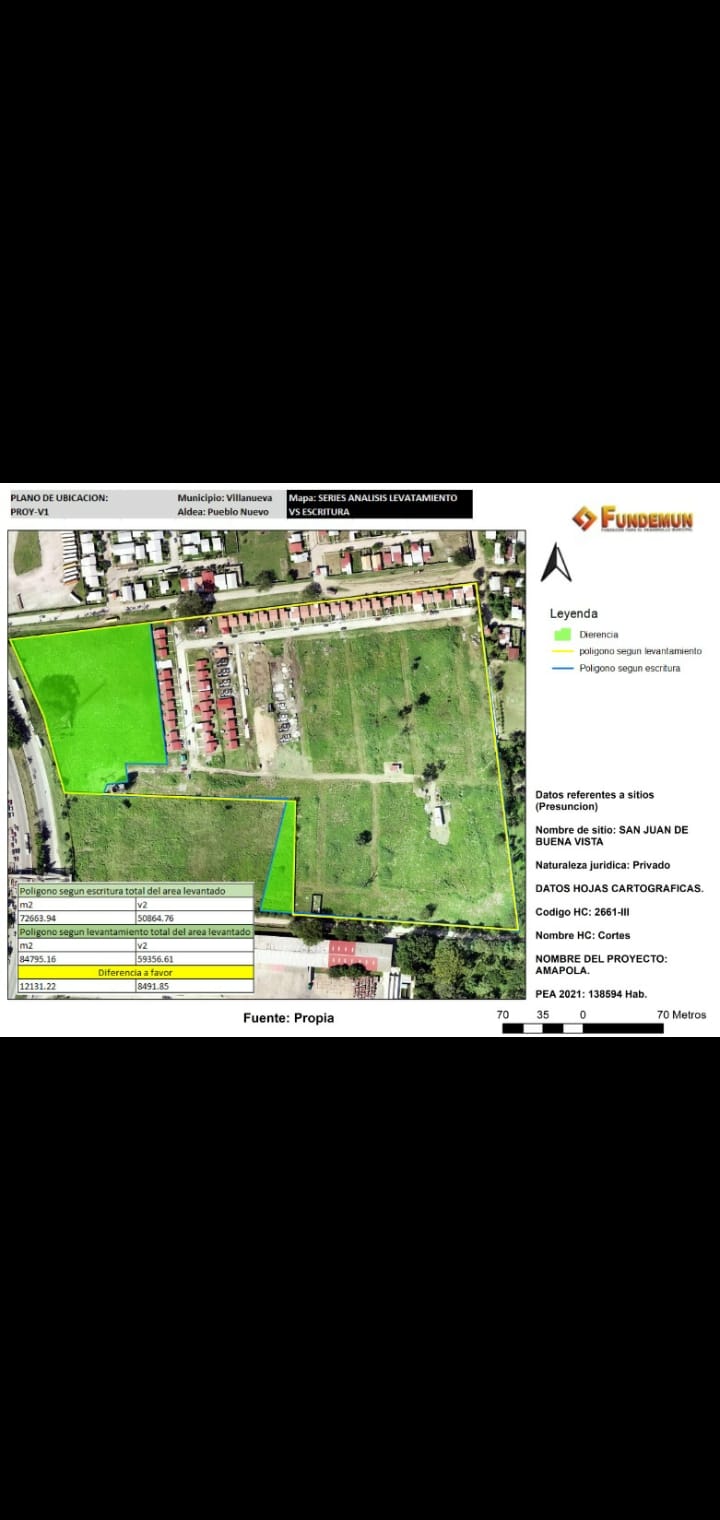 PLANO DE UBICACION:
PROY-V1
Municipio: Villanueva
Aldea: Pueblo Nuevo
Mapa: SERIES ANALISIS LEVATAMIENTO
VS ESCRITURA
FUNDEMUN
Leyenda
Dierencia
poligono segun levantamiento
Poligono segun escritura
Datos referentes a sitios
(Presuncion)
Nombre de sitio: SAN JUAN DE
BUENA VISTA
Naturaleza juridica: Privado
DATOS HOJAS CARTOGRAFICAS.
Codigo HC: 2661-III
Nombre HC: Cortes
NOMBRE DEL PROYECTO:
AMAPOLA.
PEA 2021: 138594 Hab.
Poligono segun escritura total del area levantado
m2 v2
72663.94 50864.76
Poligono segun levantamiento total del area levantado
m2 v2
84795.16 59356.61
Diferencia a favor
12131.22 8491.85
Fuente: Propia
70 35 0 70 Metros